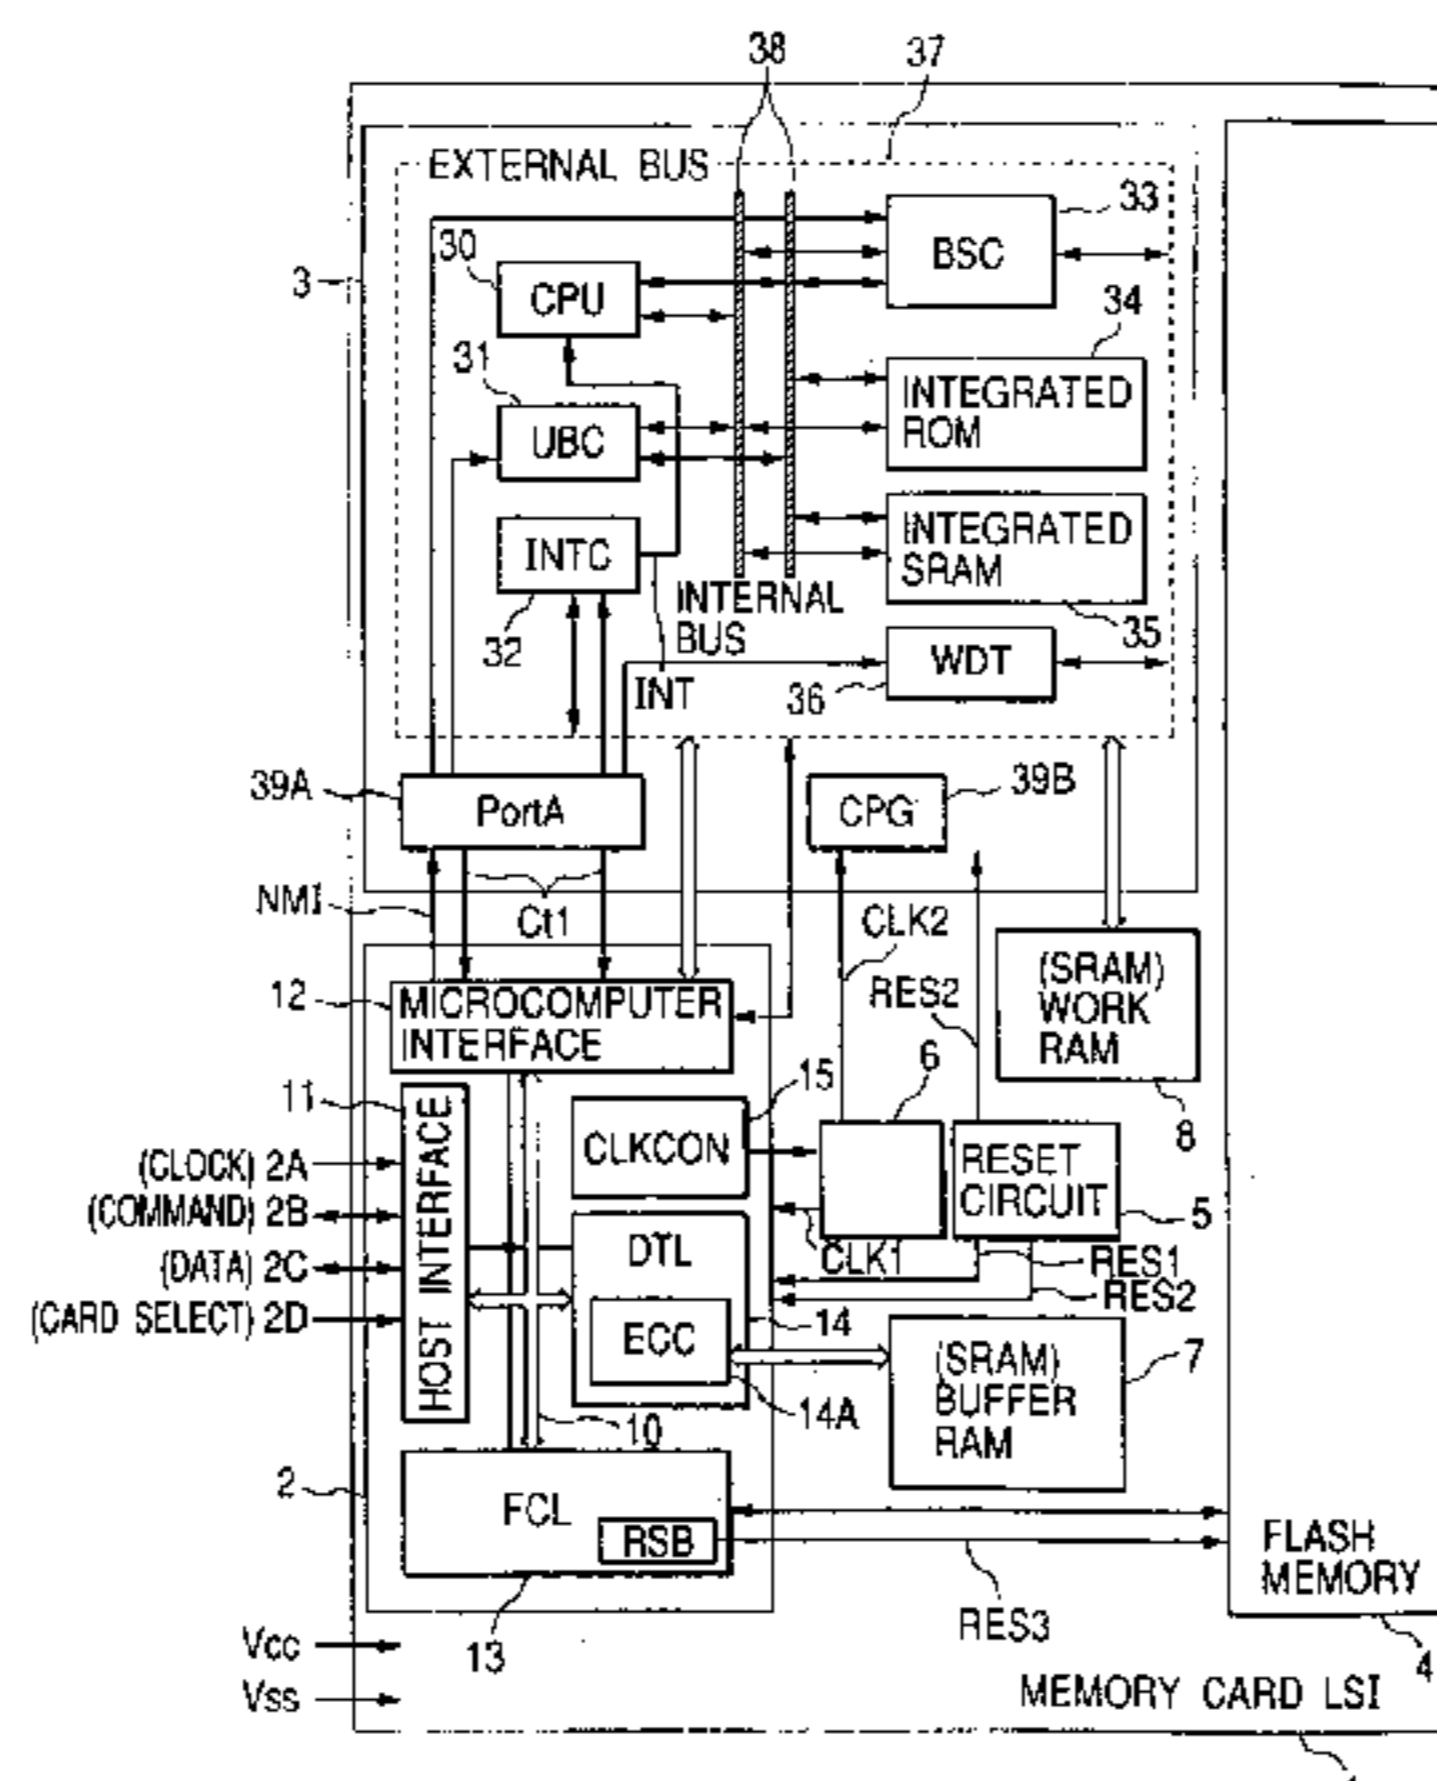 38
37
EXTERNAL BUS
33
30
BSC
3
CPU
34
31
INTEGRATED
ROM
UBC
INTC
INTEGRATED
SRAM
INTERNAL
BUS
32
35
WDT
INT
36
39A
PortA
CPG
39B
NMI
Ct1
CLK2
12
MICROCOMPUTER
INTERFACE
RES2
(SRAM)
WORK
RAM
6
15
11
8
HOST INTERFACE
CLKCON
RESET
CIRCUIT
5
(CLOCK) 2A
(COMMAND) 2B
(DATA) 2C
(CARD SELECT) 2D
DTL
CLK1
RES1
RES2
14
ECC
(SRAM)
BUFFER
RAM
7
14A
10
2
FCL
RSB
FLASH
MEMORY
RES3
13
4
Vcc
Vss
MEMORY CARD LSI